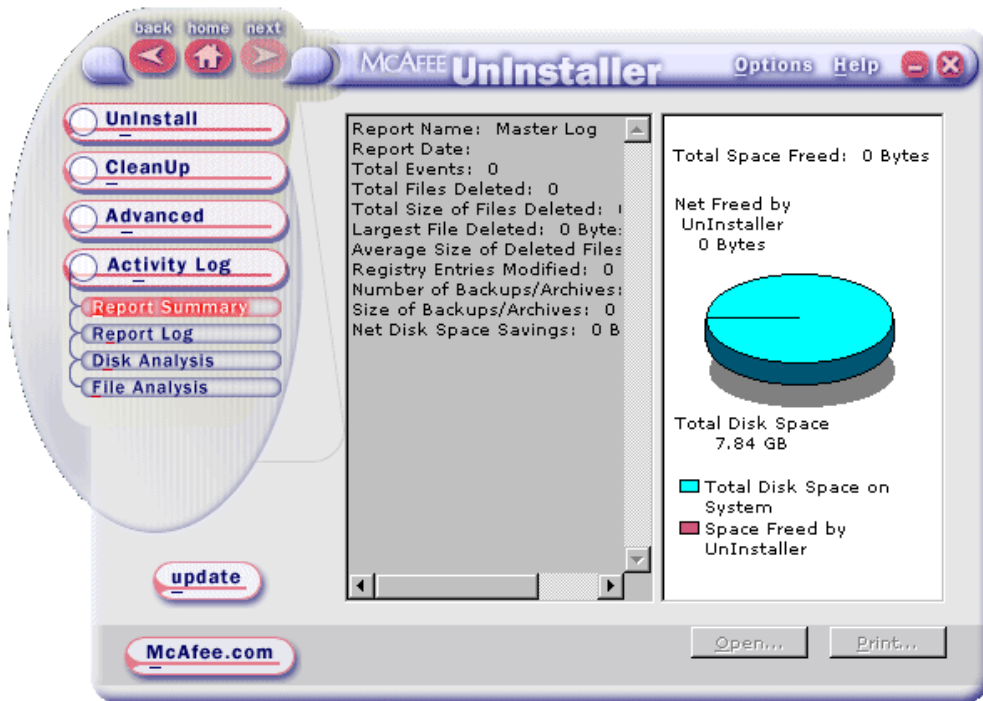 back home next
McAFEE UnInstaller
Options Help
UnInstall
CleanUp
Advanced
Activity Log
Report Summary
Report Log
Disk Analysis
File Analysis
update
McAfee.com
Report Name: Master Log
Report Date:
Total Events: 0
Total Files Deleted: 0
Total Size of Files Deleted:
Largest File Deleted: 0 Byte
Average Size of Deleted Files
Registry Entries Modified: 0
Number of Backups/Archives:
Size of Backups/Archives: 0
Net Disk Space Savings: 0 B
Total Space Freed: 0 Bytes
Net Freed by
UnInstaller
0 Bytes
Total Disk Space
7.84 GB
Total Disk Space on
System
Space Freed by
UnInstaller
Open...
Print...